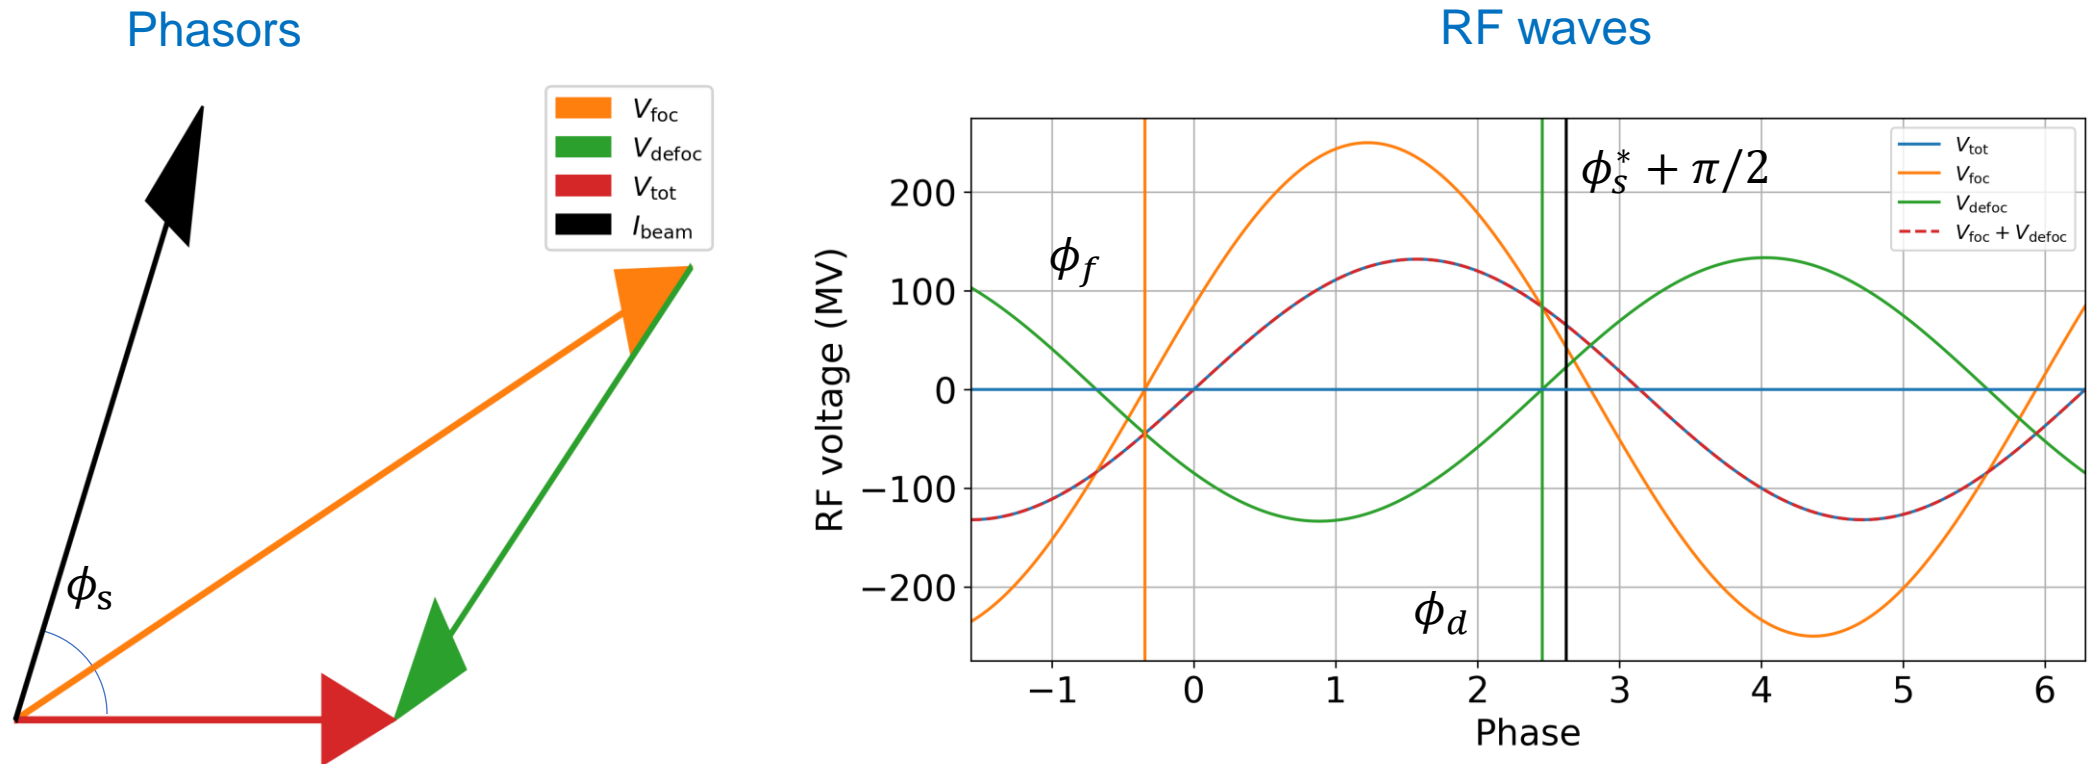 Phasors
V_foc
V_defoc
V_tot
I_beam
ϕ_s
RF waves
RF voltage (MV)
200
100
0
−100
−200
ϕ_f
ϕ_d
ϕ_s^* + π/2
V_tot
V_foc
V_defoc
V_foc + V_defoc
−1 0 1 2 3 4 5 6
Phase